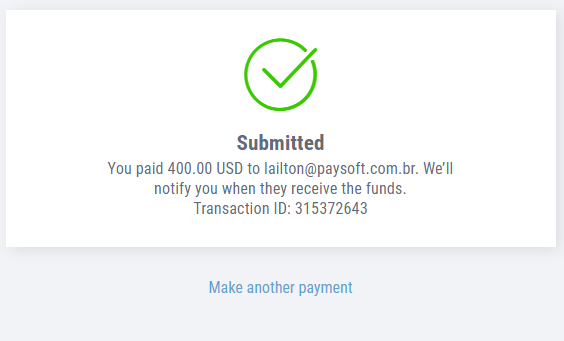 Submitted
You paid 400.00 USD to lailton@paysoft.com.br. We'll
notify you when they receive the funds.
Transaction ID: 315372643
Make another payment